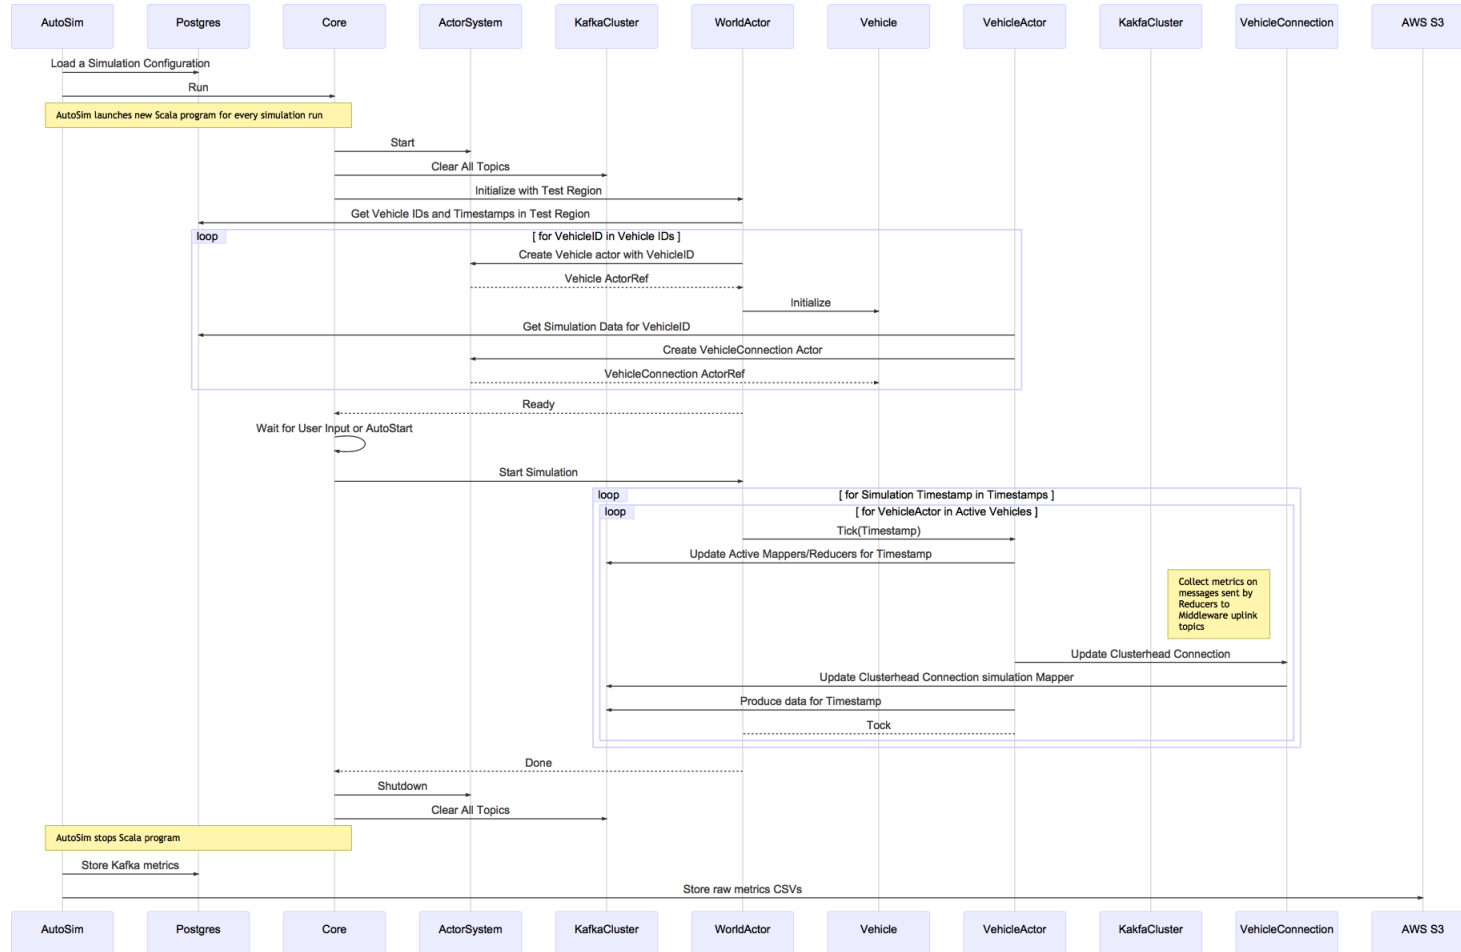 AutoSim Postgres Core ActorSystem KafkaCluster WorldActor Vehicle VehicleActor KakfaCluster VehicleConnection AWS S3
Load a Simulation Configuration
Run
AutoSim launches new Scala program for every simulation run
Start
Clear All Topics
Initialize with Test Region
Get Vehicle IDs and Timestamps in Test Region
loop [ for VehicleID in Vehicle IDs ]
Create Vehicle actor with VehicleID
Vehicle ActorRef
Initialize
Get Simulation Data for VehicleID
Create VehicleConnection Actor
VehicleConnection ActorRef
Ready
Wait for User Input or AutoStart
Start Simulation
loop [ for Simulation Timestamp in Timestamps ]
loop [ for VehicleActor in Active Vehicles ]
Tick(Timestamp)
Update Active Mappers/Reducers for Timestamp
Collect metrics on
messages sent by
Reducers to
Middleware uplink
topics
Update Clusterhead Connection
Update Clusterhead Connection simulation Mapper
Produce data for Timestamp
Tock
Done
Shutdown
Clear All Topics
AutoSim stops Scala program
Store Kafka metrics
Store raw metrics CSVs
AutoSim Postgres Core ActorSystem KafkaCluster WorldActor Vehicle VehicleActor KakfaCluster VehicleConnection AWS S3